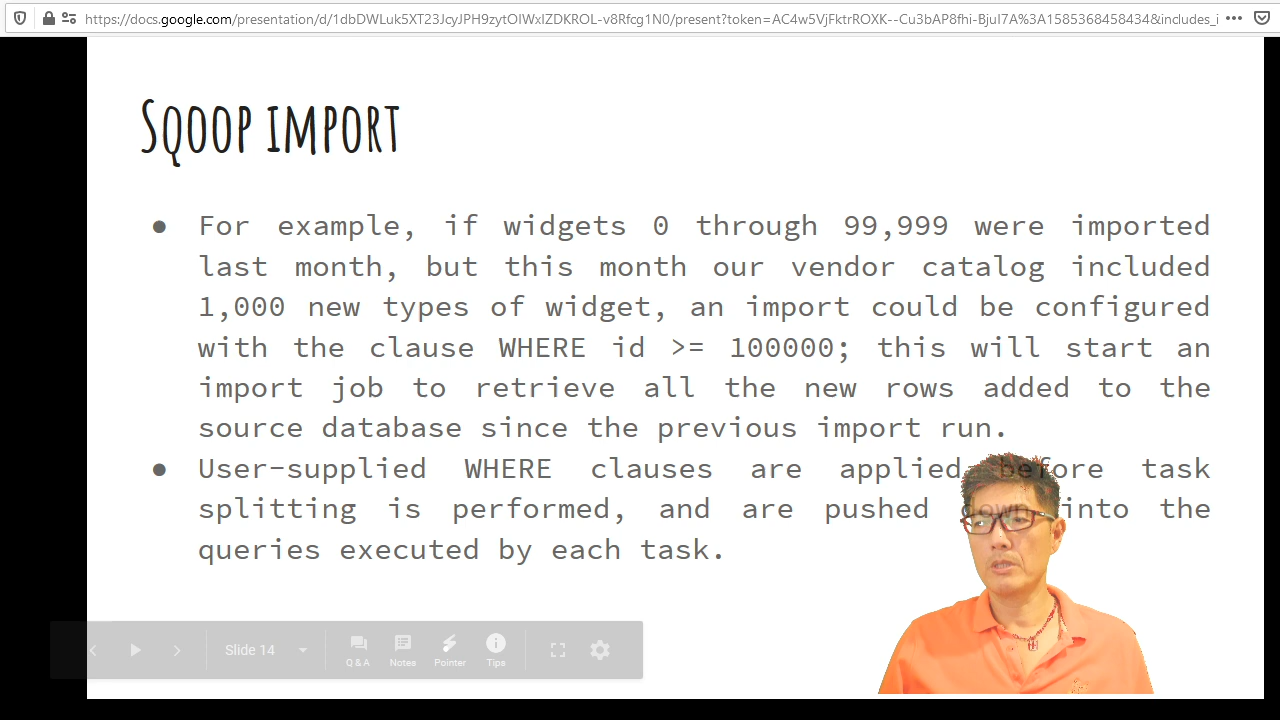 https://docs.google.com/presentation/d/1dbDWLuk5XT23JcyJPH9zytOIWxIZDKROL-v8Rfcg1N0/present?token=AC4w5VjFktrROXK--Cu3bAP8fhi-BjuI7A%3A1585368458434&includes_i
Sqoop import
● For example, if widgets 0 through 99,999 were imported
last month, but this month our vendor catalog included
1,000 new types of widget, an import could be configured
with the clause WHERE id >= 100000; this will start an
import job to retrieve all the new rows added to the
source database since the previous import run.
● User-supplied WHERE clauses are applied before task
splitting is performed, and are pushed down into the
queries executed by each task.
Slide 14
Q & A Notes Pointer Tips